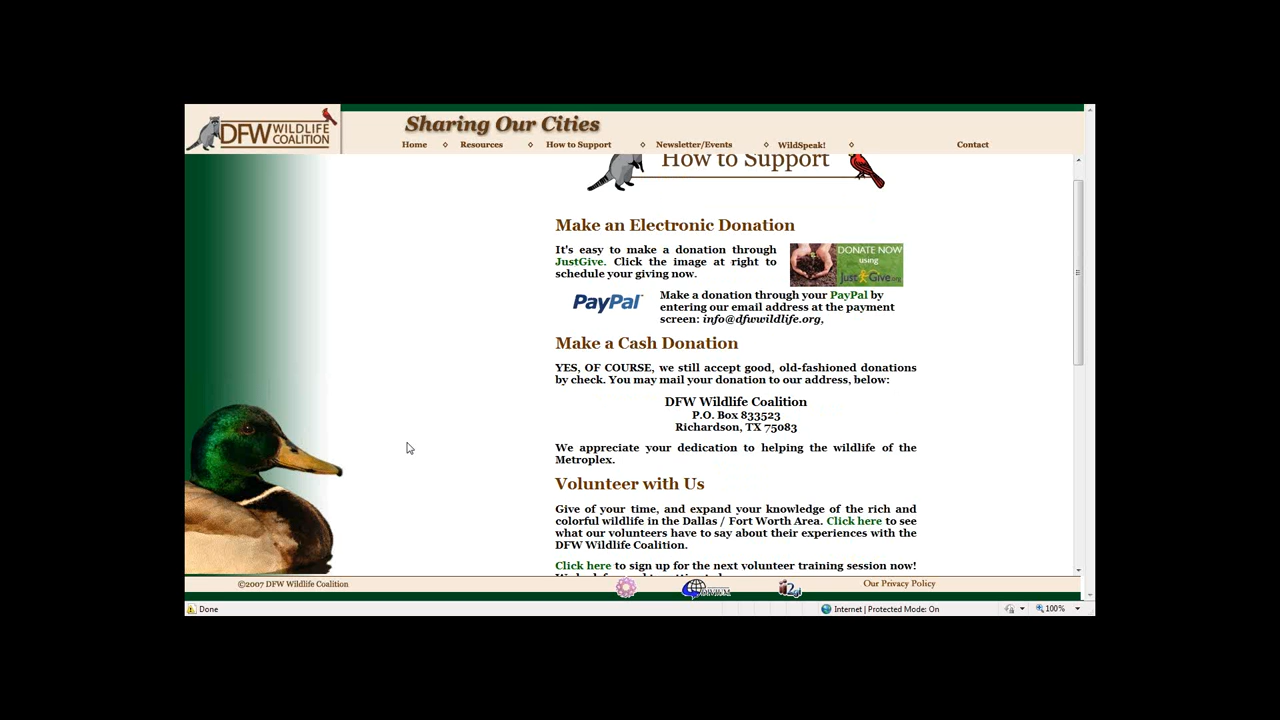 DFW WILDLIFE COALITION
Sharing Our Cities
Home Resources How to Support Newsletter/Events WildSpeak! Contact
How to Support
Make an Electronic Donation
It's easy to make a donation through
JustGive. Click the image at right to
schedule your giving now.
DONATE NOW
using
JustGive.org
PayPal
Make a donation through your PayPal by
entering our email address at the payment
screen: info@dfwwildlife.org,
Make a Cash Donation
YES, OF COURSE, we still accept good, old-fashioned donations
by check. You may mail your donation to our address, below:
DFW Wildlife Coalition
P.O. Box 833523
Richardson, TX 75083
We appreciate your dedication to helping the wildlife of the
Metroplex.
Volunteer with Us
Give of your time, and expand your knowledge of the rich and
colorful wildlife in the Dallas / Fort Worth Area. Click here to see
what our volunteers have to say about their experiences with the
DFW Wildlife Coalition.
Click here to sign up for the next volunteer training session now!
©2007 DFW Wildlife Coalition
Our Privacy Policy
Done
Internet | Protected Mode: On
100%